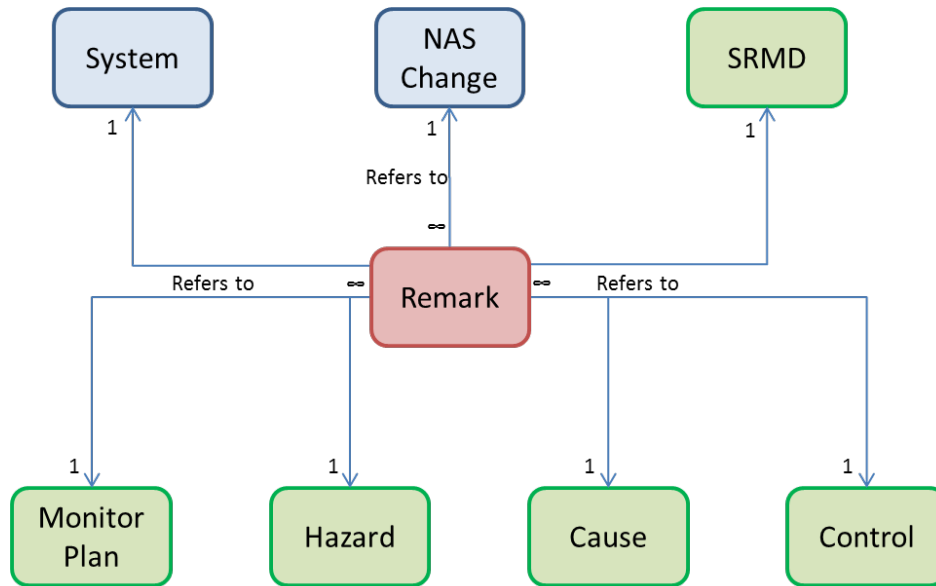 System
NAS
Change
SRMD
1
1
1
Refers to
∞
Remark
Refers to
∞
∞
Refers to
1
1
1
1
Monitor
Plan
Hazard
Cause
Control